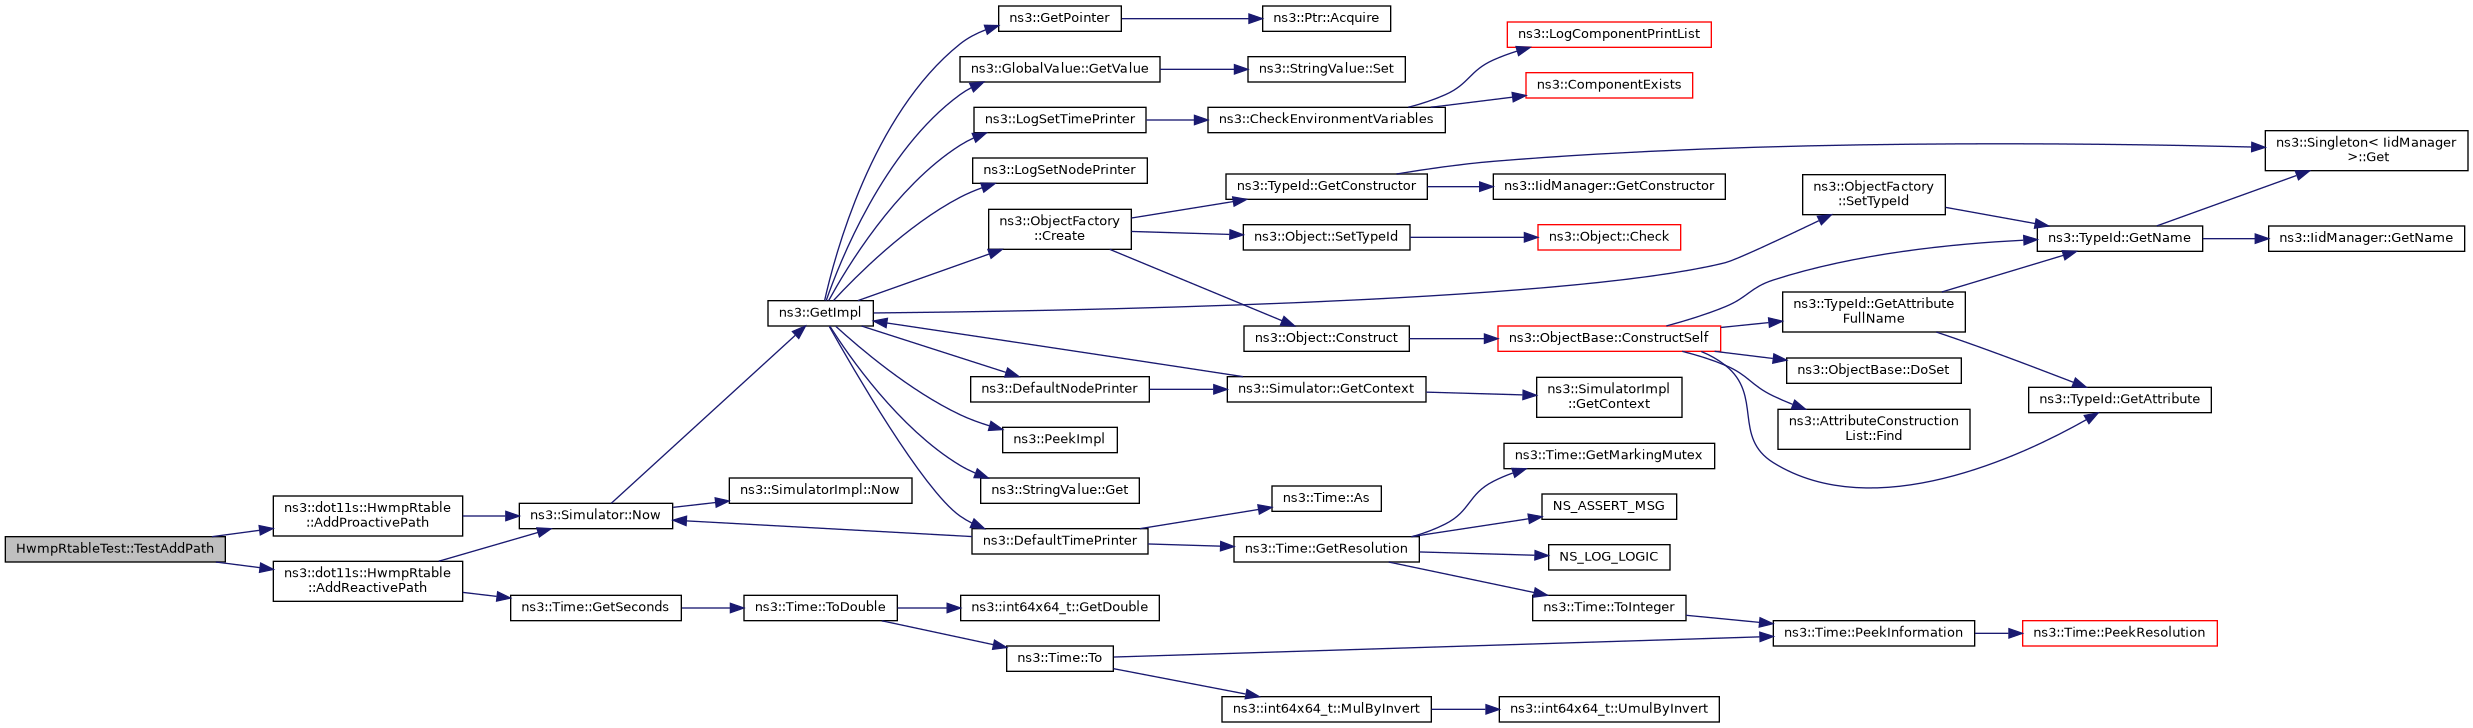 HwmpRtableTest::TestAddPath
ns3::dot11s::HwmpRtable
::AddProactivePath
ns3::dot11s::HwmpRtable
::AddReactivePath
ns3::Simulator::Now
ns3::Time::GetSeconds
ns3::SimulatorImpl::Now
ns3::GetImpl
ns3::Time::ToDouble
ns3::GetPointer
ns3::GlobalValue::GetValue
ns3::LogSetTimePrinter
ns3::LogSetNodePrinter
ns3::ObjectFactory
::Create
ns3::DefaultNodePrinter
ns3::PeekImpl
ns3::StringValue::Get
ns3::DefaultTimePrinter
ns3::int64x64_t::GetDouble
ns3::Time::To
ns3::Ptr::Acquire
ns3::StringValue::Set
ns3::CheckEnvironmentVariables
ns3::TypeId::GetConstructor
ns3::Object::SetTypeId
ns3::Object::Construct
ns3::Simulator::GetContext
ns3::Time::As
ns3::Time::GetResolution
ns3::int64x64_t::MulByInvert
ns3::LogComponentPrintList
ns3::ComponentExists
ns3::IidManager::GetConstructor
ns3::Object::Check
ns3::ObjectBase::ConstructSelf
ns3::SimulatorImpl
::GetContext
ns3::Time::GetMarkingMutex
NS_ASSERT_MSG
NS_LOG_LOGIC
ns3::Time::ToInteger
ns3::int64x64_t::UmulByInvert
ns3::ObjectFactory
::SetTypeId
ns3::TypeId::GetAttribute
FullName
ns3::ObjectBase::DoSet
ns3::AttributeConstruction
List::Find
ns3::Time::PeekInformation
ns3::TypeId::GetName
ns3::TypeId::GetAttribute
ns3::Time::PeekResolution
ns3::Singleton< IidManager
>::Get
ns3::IidManager::GetName